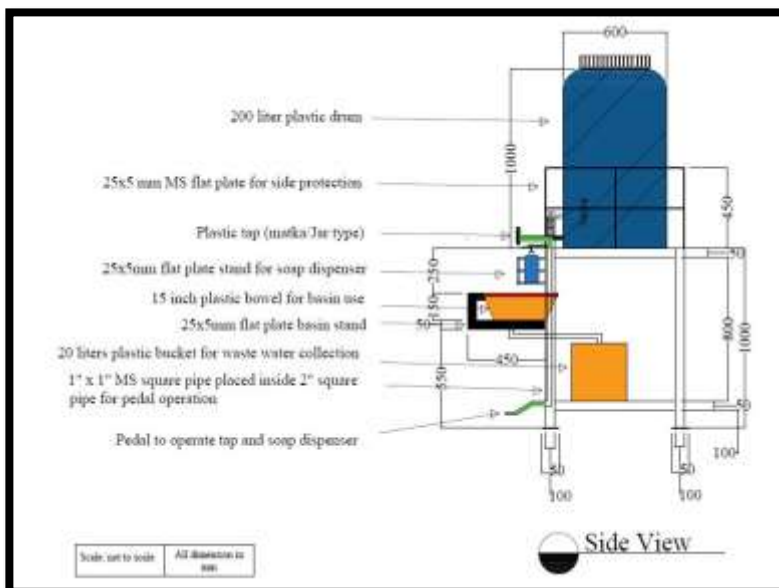 600
200 liter plastic drum
1000
25x5 mm MS flat plate for side protection
450
Plastic tap (matka/Jar type)
50
25x5mm flat plate stand for soap dispenser
250
15 inch plastic bowel for basin use
150
25x5mm flat plate basin stand
50
800
1000
20 liters plastic bucket for waste water collection
450
1" x 1" MS square pipe placed inside 2" square
pipe for pedal operation
550
50
Pedal to operate tap and soap dispenser
100
50
50
100
100
Side View
Scale, not to scale
All dimension in
mm